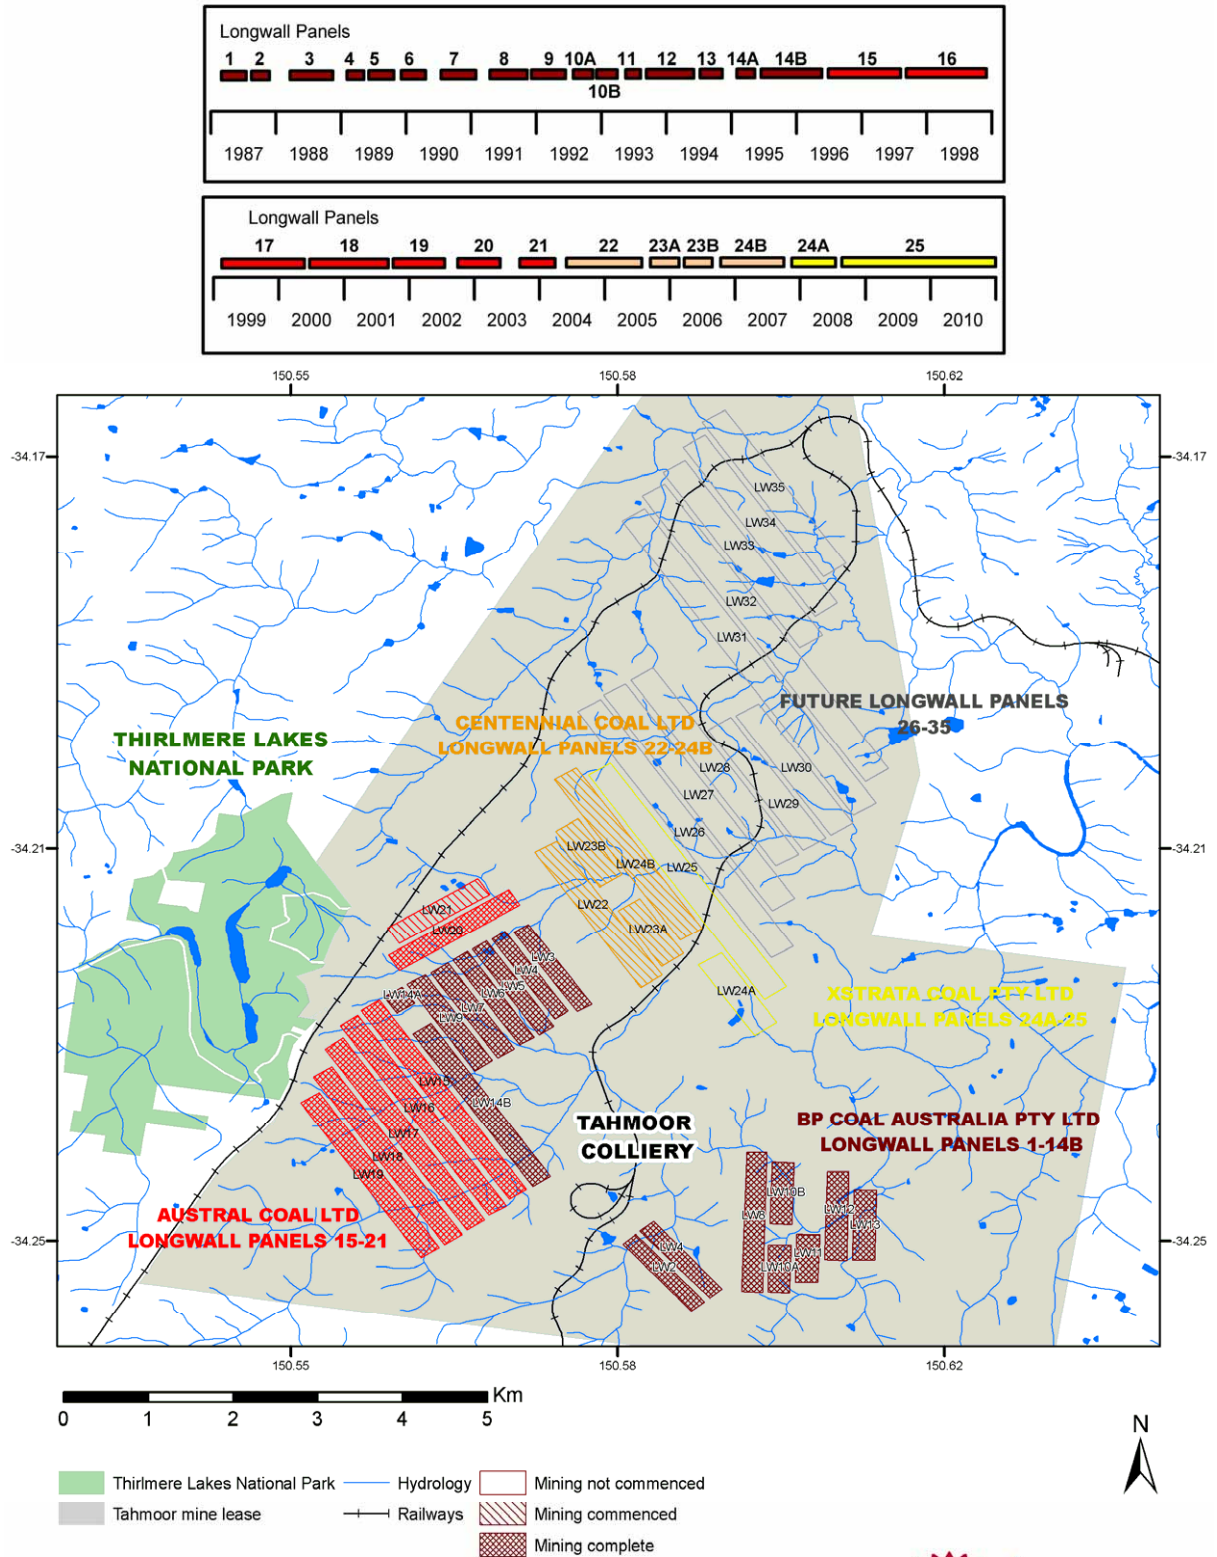 Longwall Panels
1 2 3 4 5 6 7 8 9 10A 11 12 13 14A 14B 15 16
10B
1987 1988 1989 1990 1991 1992 1993 1994 1995 1996 1997 1998
Longwall Panels
17 18 19 20 21 22 23A 23B 24B 24A 25
1999 2000 2001 2002 2003 2004 2005 2006 2007 2008 2009 2010
150.55 150.58 150.62
-34.17 -34.17
LW35
LW34
LW33
LW32
LW31
FUTURE LONGWALL PANELS
26-35
CENTENNIAL COAL LTD
LONGWALL PANELS 22-24B
THIRLMERE LAKES
NATIONAL PARK
LW28 LW30
LW27
LW29
LW26
-34.21 -34.21
LW23B
LW24B
LW25
LW22
LW23A
LW21
LW20
LW3
LW4
LW5
LW6
LW7
LW9
LW14A
LW24A
XSTRATA COAL PTY LTD
LONGWALL PANELS 24A-25
LW15
LW14B
LW16
LW17
LW18
LW19
TAHMOOR
COLLIERY
BP COAL AUSTRALIA PTY LTD
LONGWALL PANELS 1-14B
AUSTRAL COAL LTD
LONGWALL PANELS 15-21
LW10B
LW8
LW12
LW13
LW11
LW10A
LW4
LW2
-34.25 -34.25
150.55 150.58 150.62
Km
0 1 2 3 4 5
N
Thirlmere Lakes National Park Hydrology Mining not commenced
Tahmoor mine lease Railways Mining commenced
Mining complete